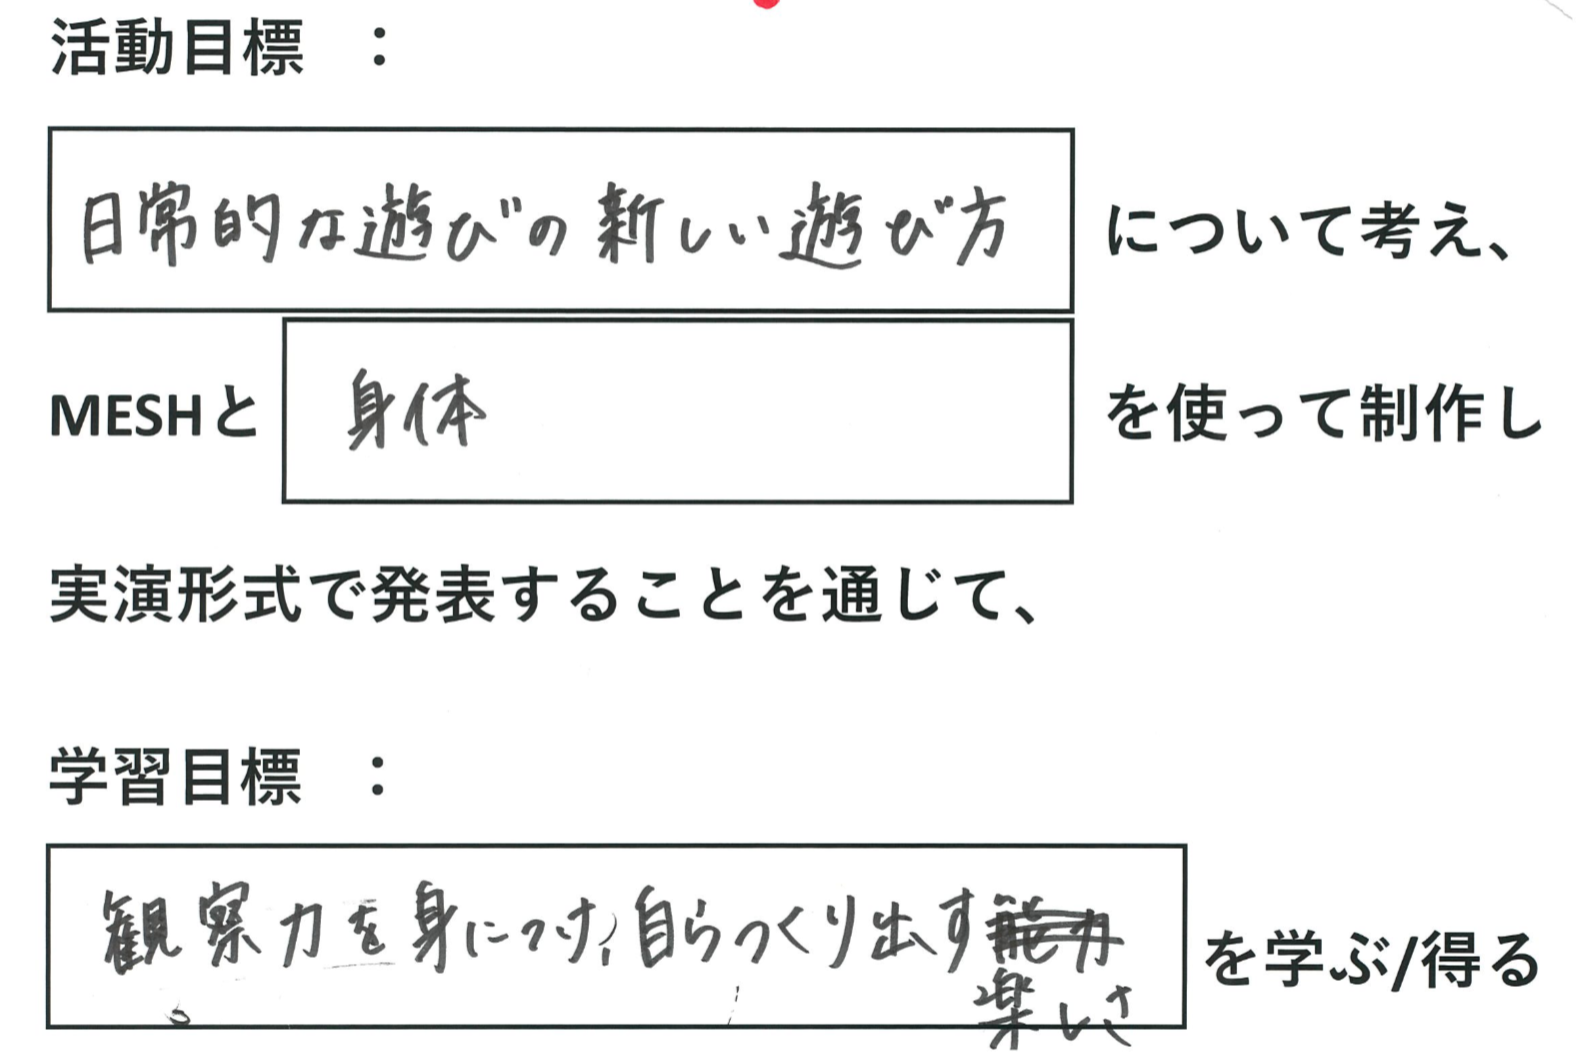 活動目標 ：
日常的な遊びの新しい遊び方 について考え、
MESHと 身体 を使って制作し
実演形式で発表することを通じて、
学習目標 ：
観察力を身につけ、自らつくり出す能力 を学ぶ/得る
楽しさ